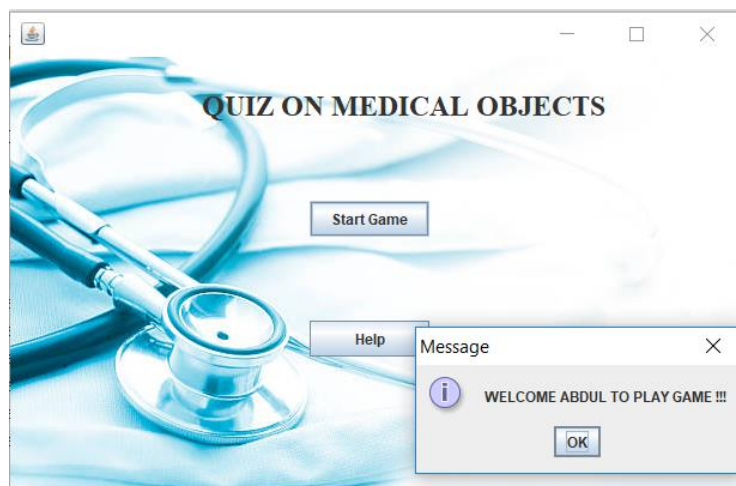 QUIZ ON MEDICAL OBJECTS
Start Game
Help
Message
i
WELCOME ABDUL TO PLAY GAME !!!
OK